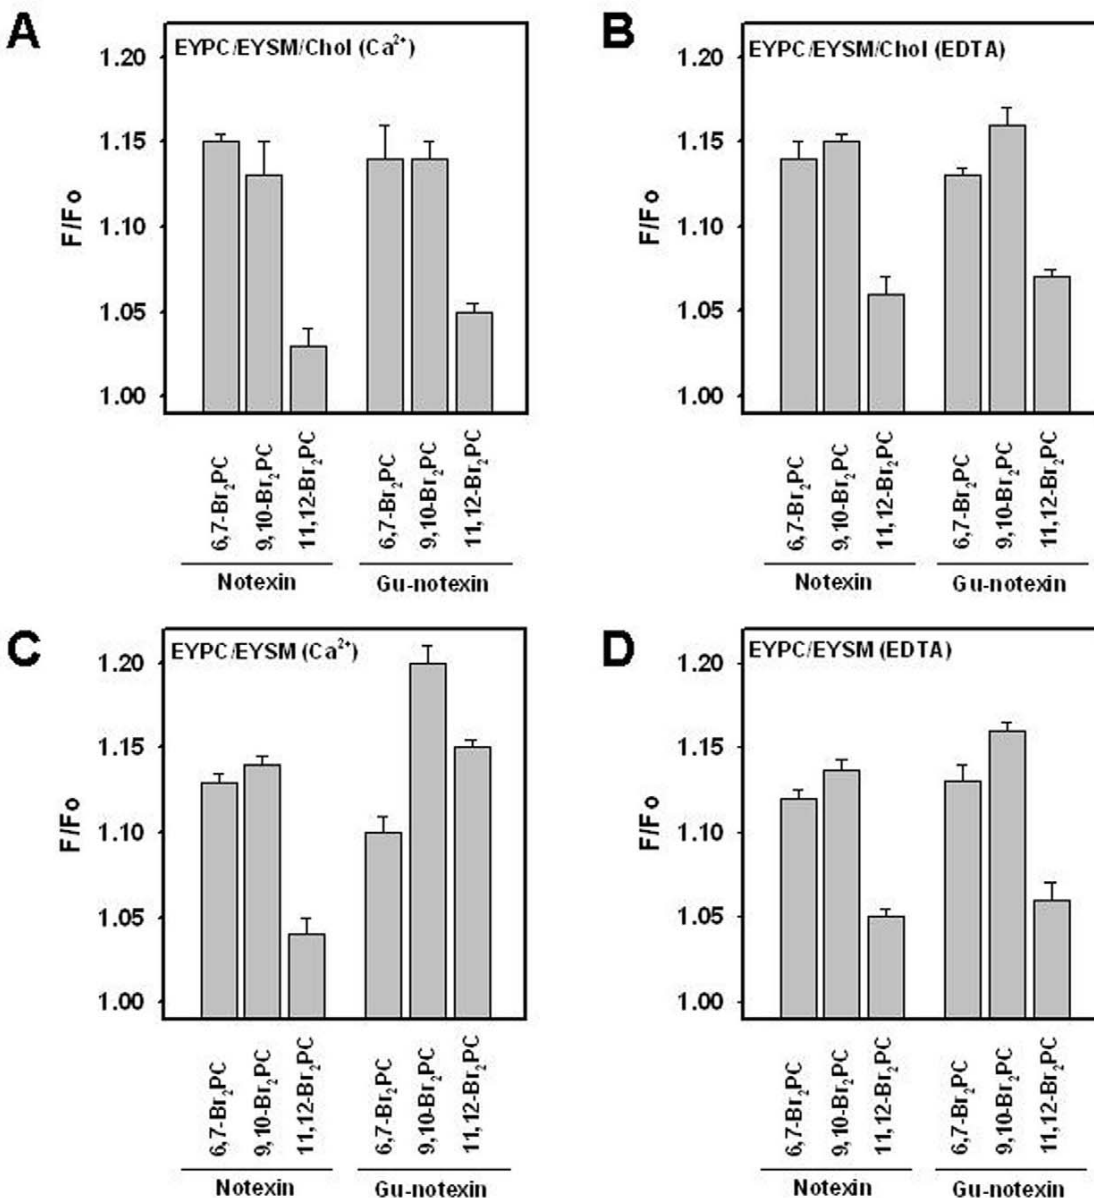 A
EYPC/EYSM/Chol (Ca²⁺)
F/Fo
1.20
1.15
1.10
1.05
1.00
6,7-Br₂PC
9,10-Br₂PC
11,12-Br₂PC
6,7-Br₂PC
9,10-Br₂PC
11,12-Br₂PC
Notexin
Gu-notexin
B
EYPC/EYSM/Chol (EDTA)
F/Fo
1.20
1.15
1.10
1.05
1.00
6,7-Br₂PC
9,10-Br₂PC
11,12-Br₂PC
6,7-Br₂PC
9,10-Br₂PC
11,12-Br₂PC
Notexin
Gu-notexin
C
EYPC/EYSM (Ca²⁺)
F/Fo
1.20
1.15
1.10
1.05
1.00
6,7-Br₂PC
9,10-Br₂PC
11,12-Br₂PC
6,7-Br₂PC
9,10-Br₂PC
11,12-Br₂PC
Notexin
Gu-notexin
D
EYPC/EYSM (EDTA)
F/Fo
1.20
1.15
1.10
1.05
1.00
6,7-Br₂PC
9,10-Br₂PC
11,12-Br₂PC
6,7-Br₂PC
9,10-Br₂PC
11,12-Br₂PC
Notexin
Gu-notexin